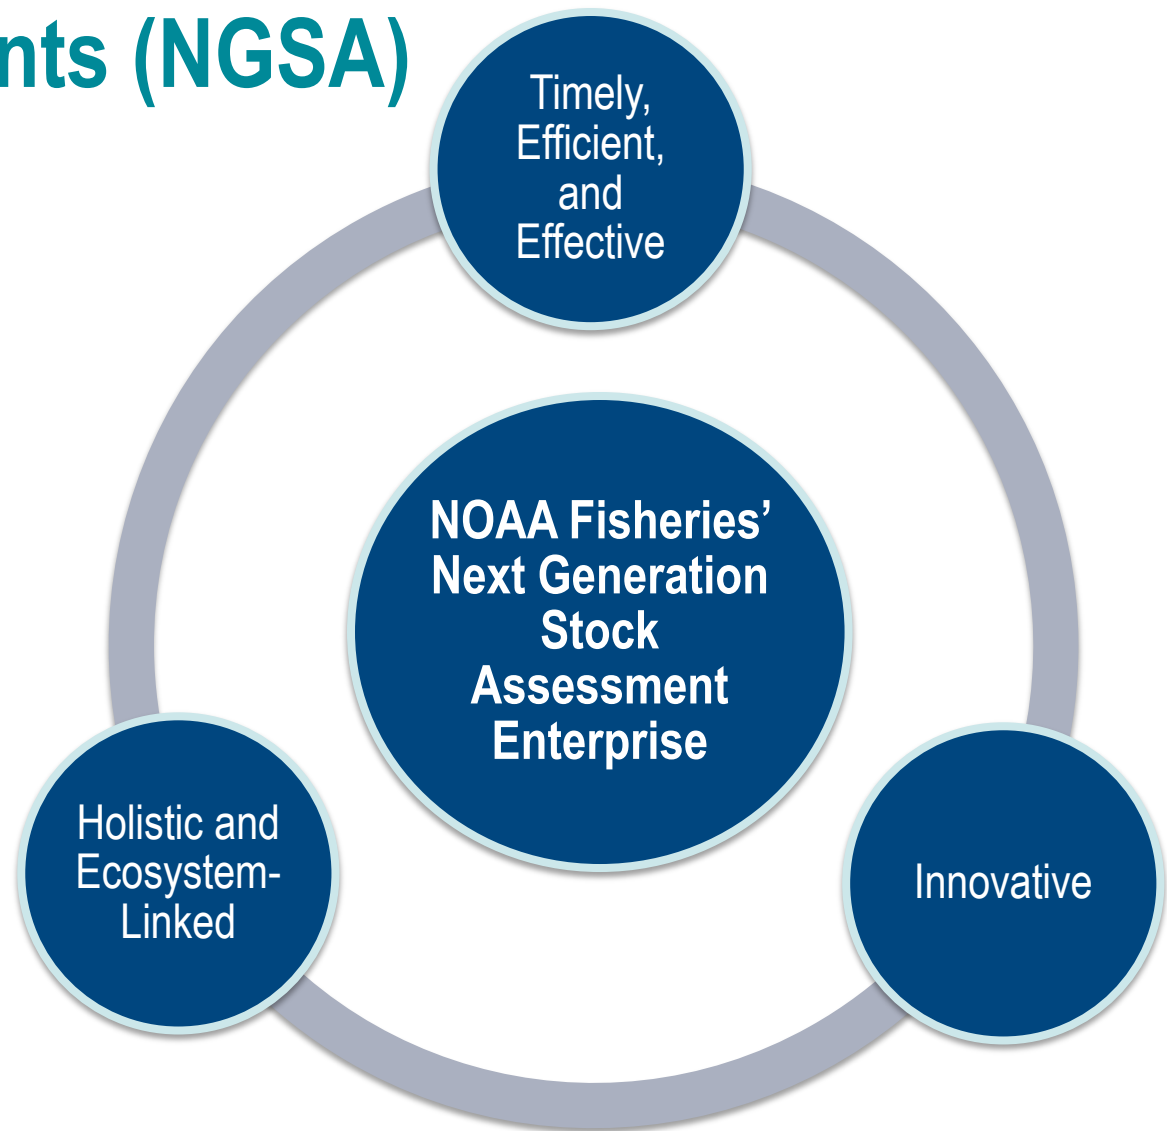 nts (NGSA)
Timely,
Efficient,
and
Effective
NOAA Fisheries’
Next Generation
Stock
Assessment
Enterprise
Holistic and
Ecosystem-
Linked
Innovative